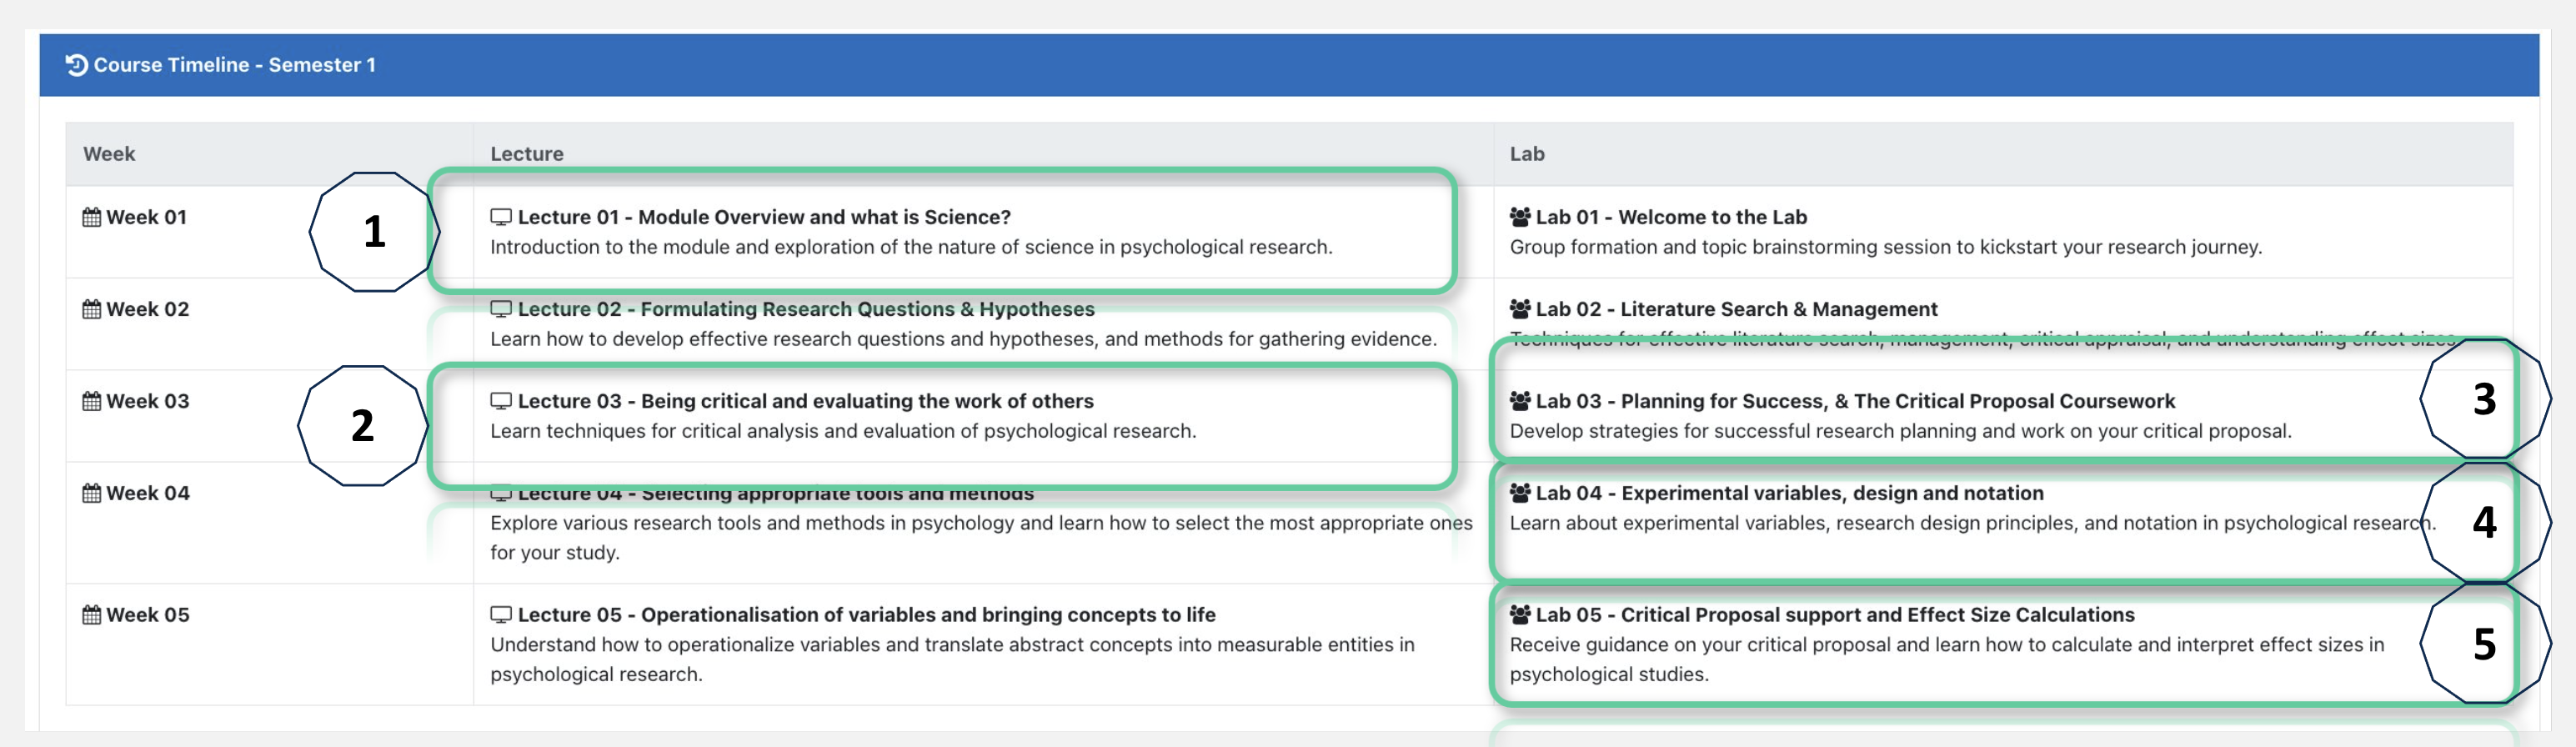 Course Timeline - Semester 1
Week Lecture Lab
Week 01
1
Lecture 01 - Module Overview and what is Science?
Introduction to the module and exploration of the nature of science in psychological research.
Lab 01 - Welcome to the Lab
Group formation and topic brainstorming session to kickstart your research journey.
Week 02
Lecture 02 - Formulating Research Questions & Hypotheses
Learn how to develop effective research questions and hypotheses, and methods for gathering evidence.
Lab 02 - Literature Search & Management
Techniques for effective literature search, management, critical appraisal, and understanding effect sizes.
Week 03
2
Lecture 03 - Being critical and evaluating the work of others
Learn techniques for critical analysis and evaluation of psychological research.
Lab 03 - Planning for Success, & The Critical Proposal Coursework
Develop strategies for successful research planning and work on your critical proposal.
3
Week 04
Lecture 04 - Selecting appropriate tools and methods
Explore various research tools and methods in psychology and learn how to select the most appropriate ones
for your study.
Lab 04 - Experimental variables, design and notation
Learn about experimental variables, research design principles, and notation in psychological research.
4
Week 05
Lecture 05 - Operationalisation of variables and bringing concepts to life
Understand how to operationalize variables and translate abstract concepts into measurable entities in
psychological research.
Lab 05 - Critical Proposal support and Effect Size Calculations
Receive guidance on your critical proposal and learn how to calculate and interpret effect sizes in
psychological studies.
5